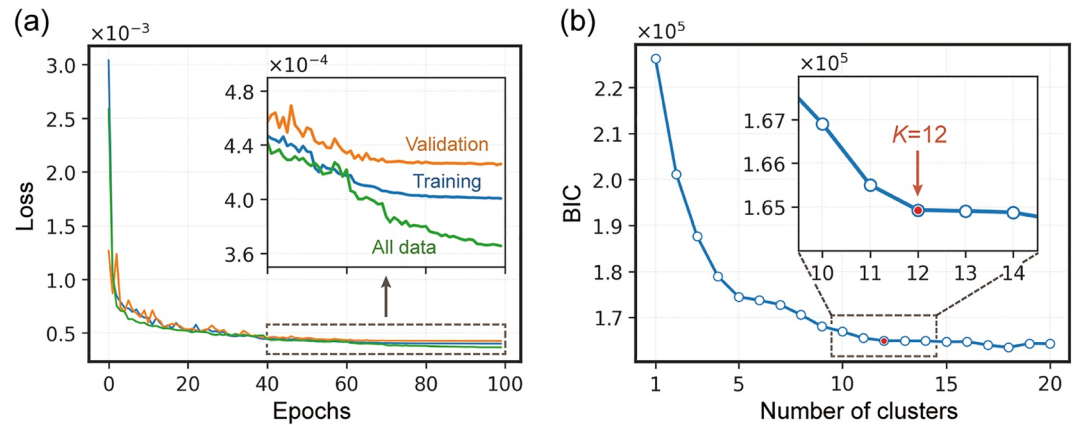 (a)
×10⁻³
3.0
2.5
2.0
1.5
1.0
0.5
Loss
0 20 40 60 80 100
Epochs
×10⁻⁴
4.8
4.4
4.0
3.6
Validation
Training
All data
(b)
×10⁵
2.2
2.1
2.0
1.9
1.8
1.7
BIC
1 5 10 15 20
Number of clusters
×10⁵
1.67
1.66
1.65
K=12
10 11 12 13 14